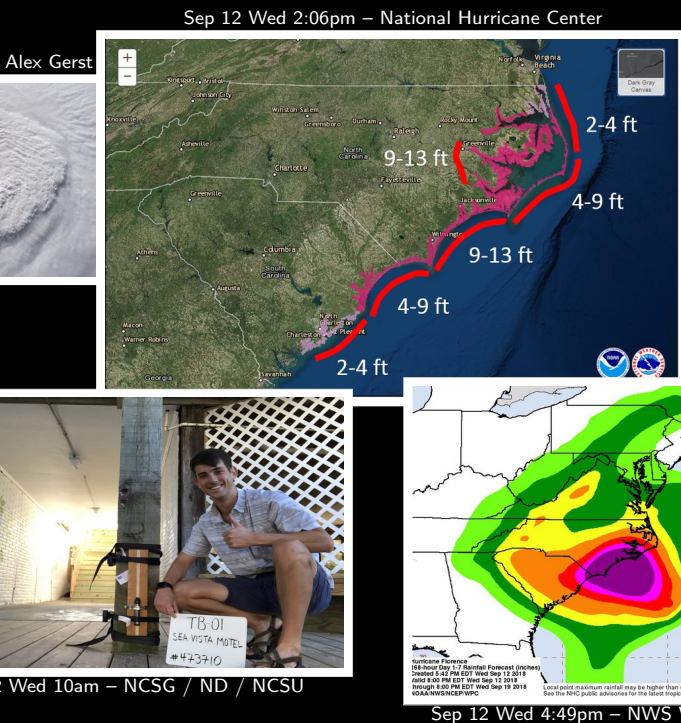 Sep 12 Wed 2:06pm – National Hurricane Center
Alex Gerst
+
−
Norfolk
Virginia
Beach
Dark Gray
Canvas
Kingsport
Bristol
Johnson City
Knoxville
Winston-Salem
Greensboro
Durham
Rocky Mount
Raleigh
Greenville
2-4 ft
Asheville
North
Carolina
9-13 ft
Charlotte
Fayetteville
Greenville
Jacksonville
4-9 ft
Wilmington
Athens
Columbia
9-13 ft
South
Carolina
Augusta
4-9 ft
Macon
North
Charleston
Warner Robins
Charleston
Pleasant
2-4 ft
Savannah
Georgia
NOAA
TB-01
SEA VISTA MOTEL
#473710
Wed 10am – NCSG / ND / NCSU
Hurricane Florence
168-hour Day 1-7 Rainfall Forecast (inches)
Created 5:42 PM EDT Wed Sep 12 2018
Valid 8:00 PM EDT Wed Sep 12 2018
Through 8:00 PM EDT Wed Sep 19 2018
NOAA/NWS/NCEP/WPC
Local point maximum rainfall may be higher than
See the NHC public advisories for the latest
Sep 12 Wed 4:49pm – NWS